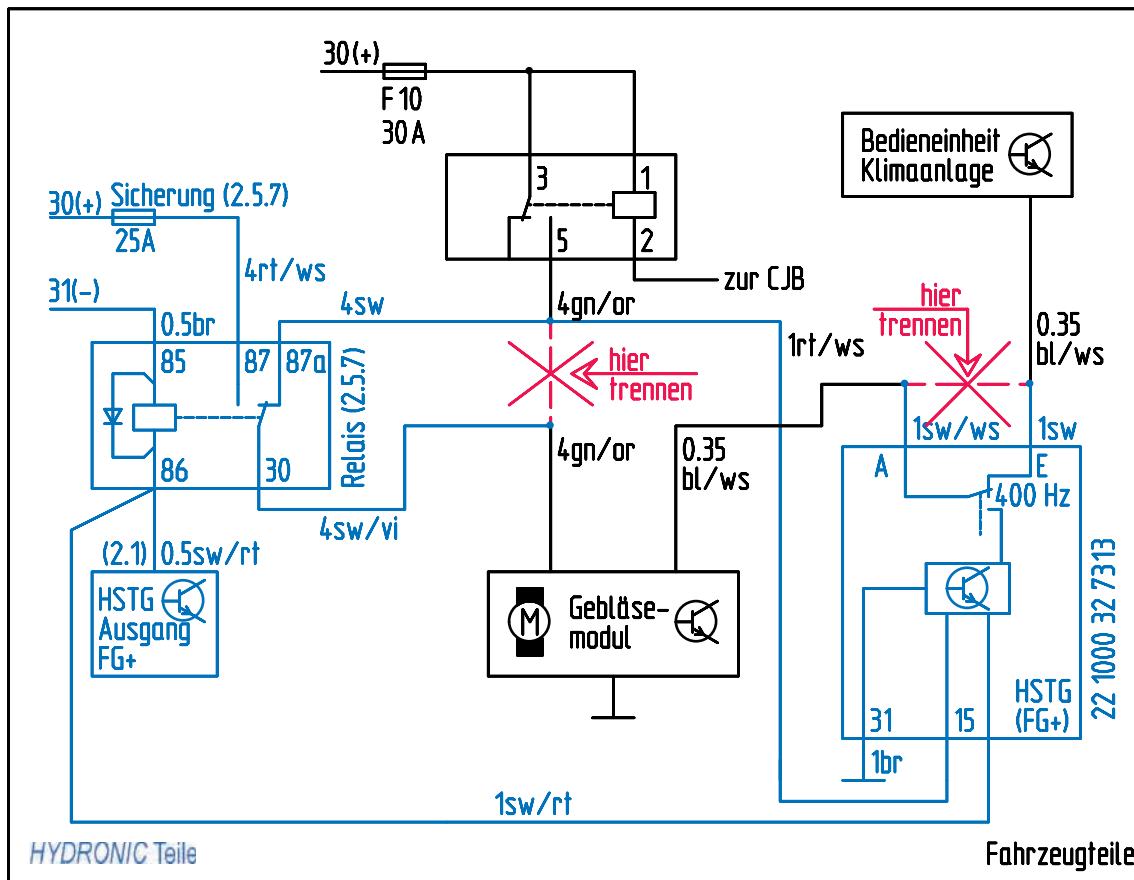 30(+)
F 10
30 A
Bedieneinheit
Klimaanlage
3
1
5
2
zur CJB
30(+)
Sicherung (2.5.7)
25A
4rt/ws
31(-)
0.5br
4sw
4gn/or
hier
trennen
1rt/ws
hier
trennen
0.35
bl/ws
85
87
87a
86
30
Relais (2.5.7)
4sw/vi
4gn/or
0.35
bl/ws
1sw/ws
1sw
A
E
400 Hz
(2.1)
0.5sw/rt
HSTG
Ausgang
FG+
M
Gebläse-
modul
HSTG
(FG+)
31
15
22 1000 32 7313
1br
1sw/rt
HYDRONIC Teile
Fahrzeugteile